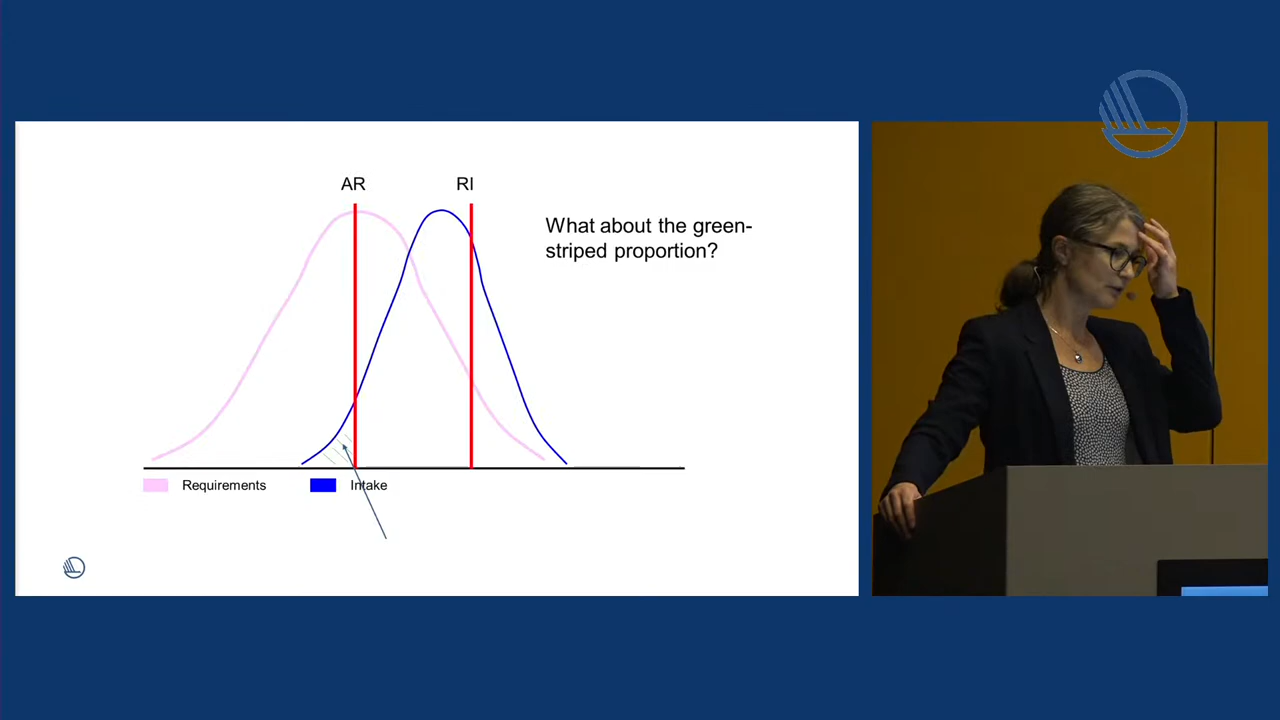 AR
RI
What about the green-
striped proportion?
Requirements
Intake